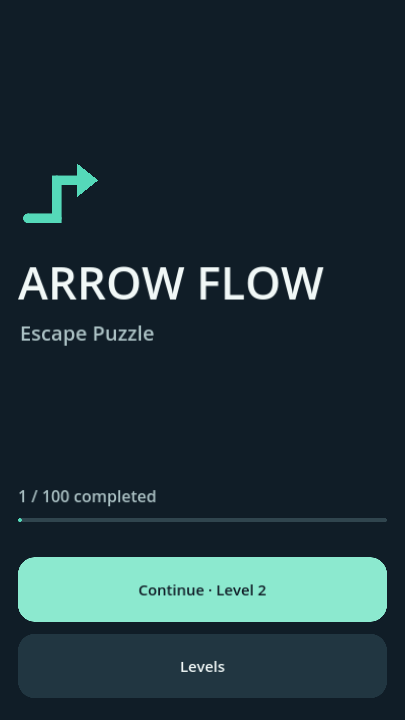 ARROW FLOW
Escape Puzzle
1 / 100 completed
Continue · Level 2
Levels